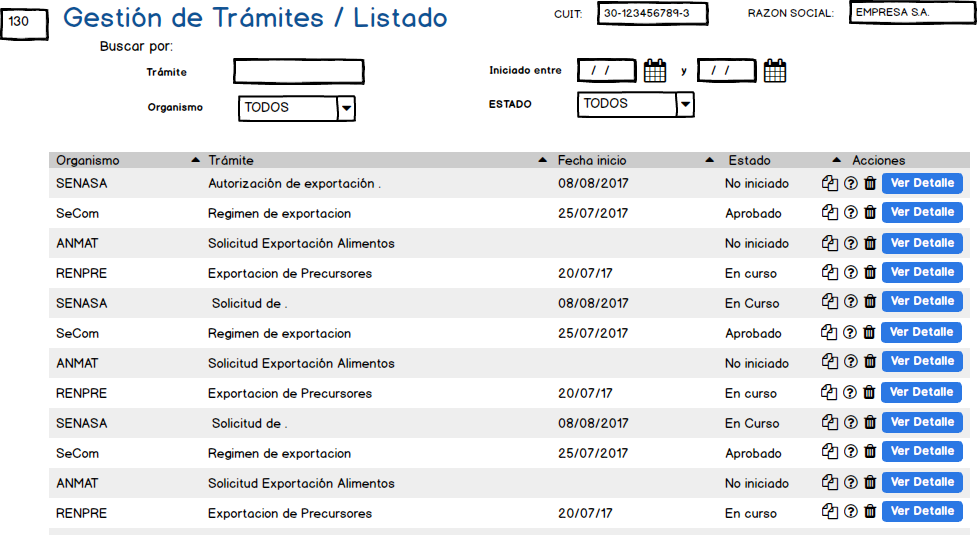 130 Gestión de Trámites / Listado CUIT: 30-123456789-3 RAZON SOCIAL: EMPRESA S.A.
Buscar por:
Trámite Iniciado entre / / y / /
Organismo TODOS ESTADO TODOS
Organismo Trámite Fecha inicio Estado Acciones
SENASA Autorización de exportación . 08/08/2017 No iniciado Ver Detalle
SeCom Regimen de exportacion 25/07/2017 Aprobado Ver Detalle
ANMAT Solicitud Exportación Alimentos No iniciado Ver Detalle
RENPRE Exportacion de Precursores 20/07/17 En curso Ver Detalle
SENASA Solicitud de . 08/08/2017 En Curso Ver Detalle
SeCom Regimen de exportacion 25/07/2017 Aprobado Ver Detalle
ANMAT Solicitud Exportación Alimentos No iniciado Ver Detalle
RENPRE Exportacion de Precursores 20/07/17 En curso Ver Detalle
SENASA Solicitud de . 08/08/2017 En Curso Ver Detalle
SeCom Regimen de exportacion 25/07/2017 Aprobado Ver Detalle
ANMAT Solicitud Exportación Alimentos No iniciado Ver Detalle
RENPRE Exportacion de Precursores 20/07/17 En curso Ver Detalle